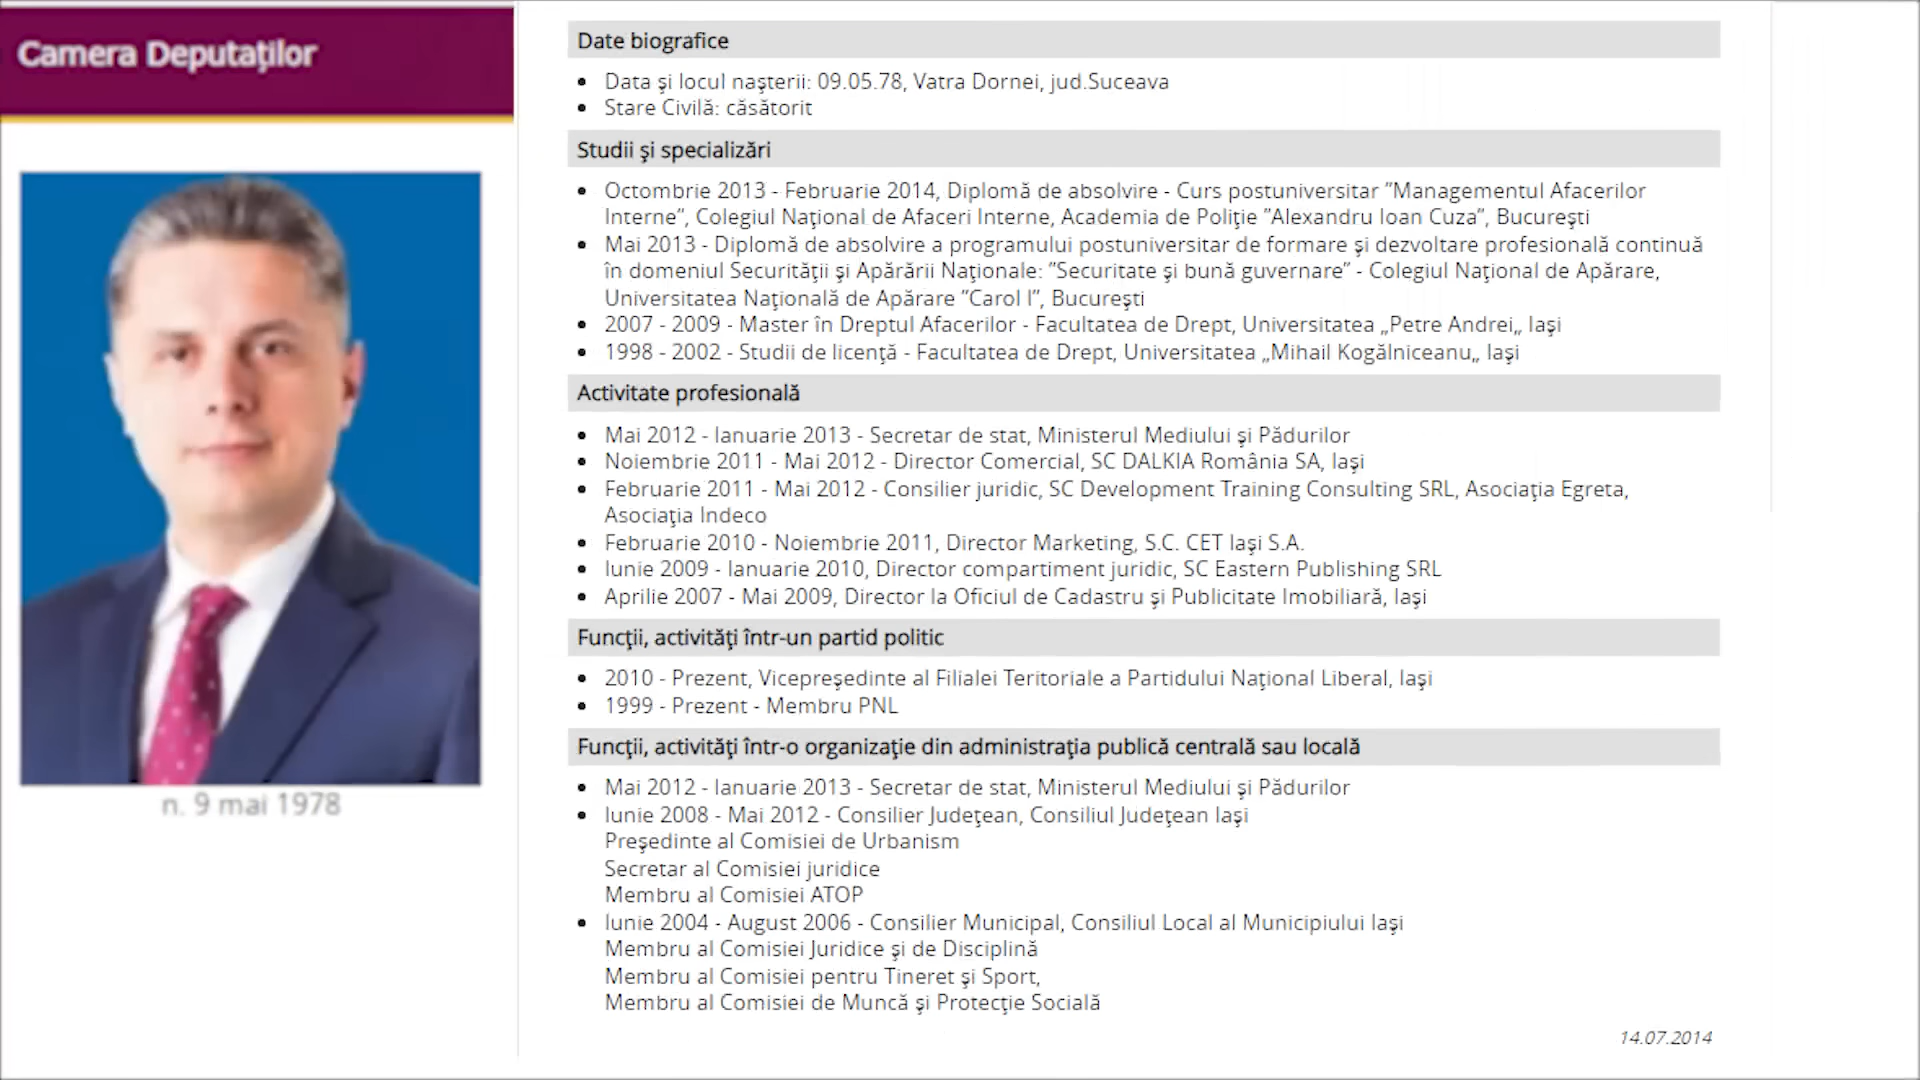 Camera Deputaţilor
n. 9 mai 1978
Date biografice
Data şi locul naşterii: 09.05.78, Vatra Dornei, jud.Suceava
Stare Civilă: căsătorit
Studii şi specializări
Octombrie 2013 - Februarie 2014, Diplomă de absolvire - Curs postuniversitar ”Managementul Afacerilor
Interne”, Colegiul Naţional de Afaceri Interne, Academia de Poliţie ”Alexandru Ioan Cuza”, Bucureşti
Mai 2013 - Diplomă de absolvire a programului postuniversitar de formare şi dezvoltare profesională continuă
în domeniul Securităţii şi Apărării Naţionale: ”Securitate şi bună guvernare” - Colegiul Naţional de Apărare,
Universitatea Naţională de Apărare ”Carol I”, Bucureşti
2007 - 2009 - Master în Dreptul Afacerilor - Facultatea de Drept, Universitatea „Petre Andrei„ Iaşi
1998 - 2002 - Studii de licenţă - Facultatea de Drept, Universitatea „Mihail Kogălniceanu„ Iaşi
Activitate profesională
Mai 2012 - Ianuarie 2013 - Secretar de stat, Ministerul Mediului şi Pădurilor
Noiembrie 2011 - Mai 2012 - Director Comercial, SC DALKIA România SA, Iaşi
Februarie 2011 - Mai 2012 - Consilier juridic, SC Development Training Consulting SRL, Asociaţia Egreta,
Asociaţia Indeco
Februarie 2010 - Noiembrie 2011, Director Marketing, S.C. CET Iaşi S.A.
Iunie 2009 - Ianuarie 2010, Director compartiment juridic, SC Eastern Publishing SRL
Aprilie 2007 - Mai 2009, Director la Oficiul de Cadastru şi Publicitate Imobiliară, Iaşi
Funcţii, activităţi într-un partid politic
2010 - Prezent, Vicepreşedinte al Filialei Teritoriale a Partidului Naţional Liberal, Iaşi
1999 - Prezent - Membru PNL
Funcţii, activităţi într-o organizaţie din administraţia publică centrală sau locală
Mai 2012 - Ianuarie 2013 - Secretar de stat, Ministerul Mediului şi Pădurilor
Iunie 2008 - Mai 2012 - Consilier Judeţean, Consiliul Judeţean Iaşi
Preşedinte al Comisiei de Urbanism
Secretar al Comisiei juridice
Membru al Comisiei ATOP
Iunie 2004 - August 2006 - Consilier Municipal, Consiliul Local al Municipiului Iaşi
Membru al Comisiei Juridice şi de Disciplină
Membru al Comisiei pentru Tineret şi Sport,
Membru al Comisiei de Muncă şi Protecţie Socială
14.07.2014